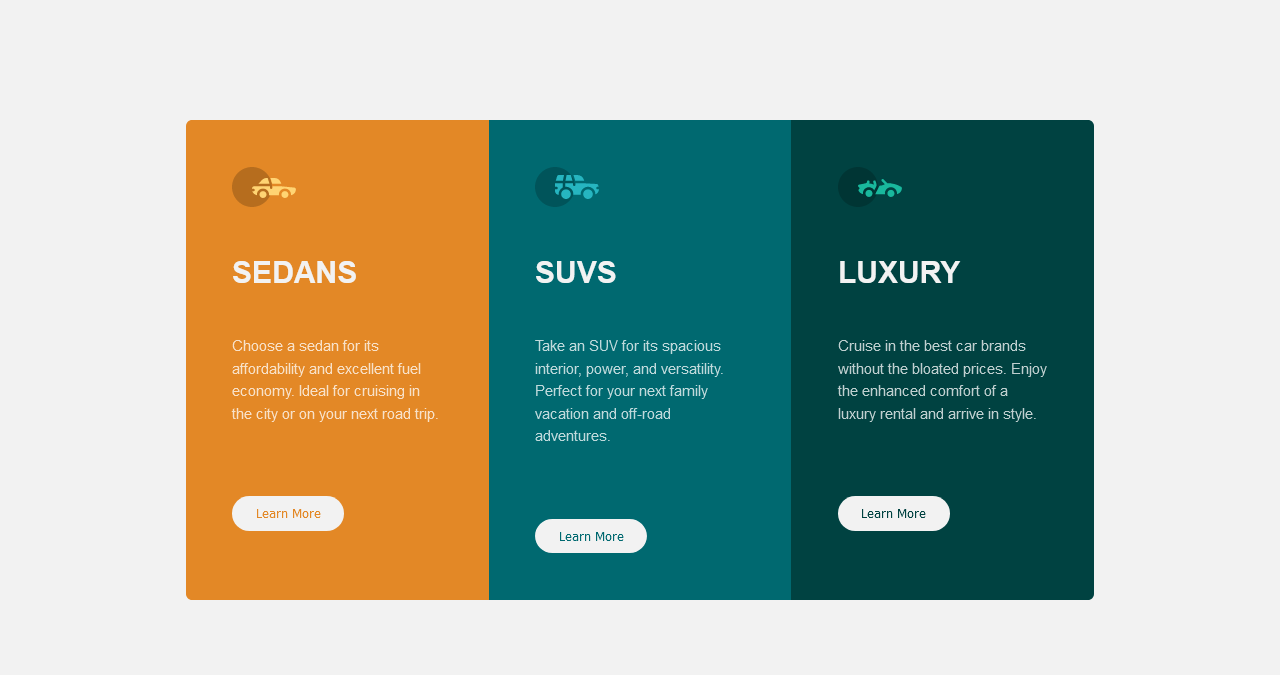 SEDANS
Choose a sedan for its
affordability and excellent fuel
economy. Ideal for cruising in
the city or on your next road trip.
Learn More
SUVS
Take an SUV for its spacious
interior, power, and versatility.
Perfect for your next family
vacation and off-road
adventures.
Learn More
LUXURY
Cruise in the best car brands
without the bloated prices. Enjoy
the enhanced comfort of a
luxury rental and arrive in style.
Learn More